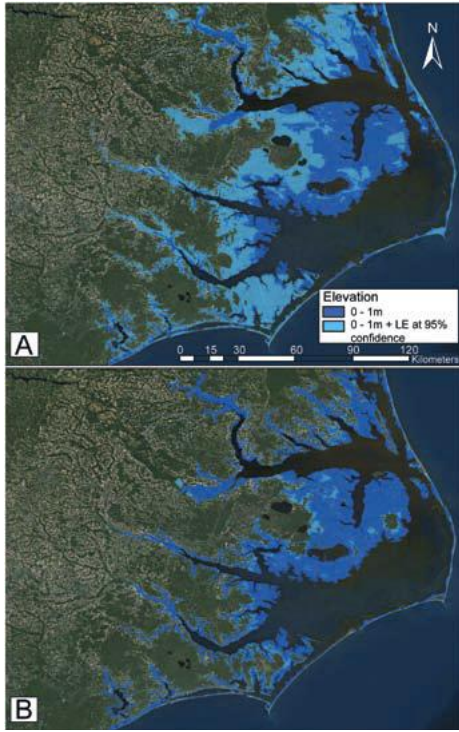 N
Elevation
0 - 1m
0 - 1m + LE at 95%
confidence
A
0 15 30 60 90 120
Kilometers
B